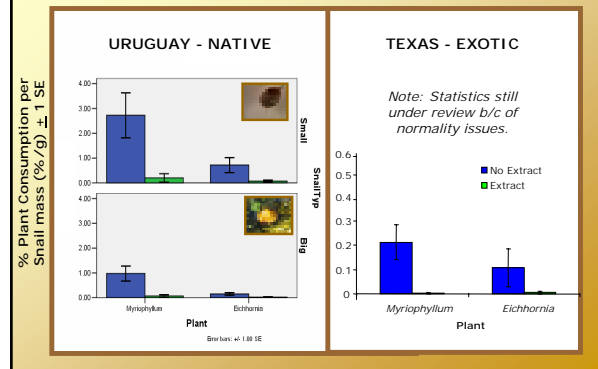 % Plant Consumption per
Snail mass (%/g) ± 1 SE
URUGUAY - NATIVE
4.00
3.00
2.00
1.00
0.00
Small
4.00
3.00
2.00
1.00
0.00
Big
SnailTyp
Myriophyllum
Eichhornia
Plant
Error bars: +/- 1.00 SE
TEXAS - EXOTIC
Note: Statistics still
under review b/c of
normality issues.
0.6
0.5
0.4
0.3
0.2
0.1
0
No Extract
Extract
Myriophyllum
Eichhornia
Plant